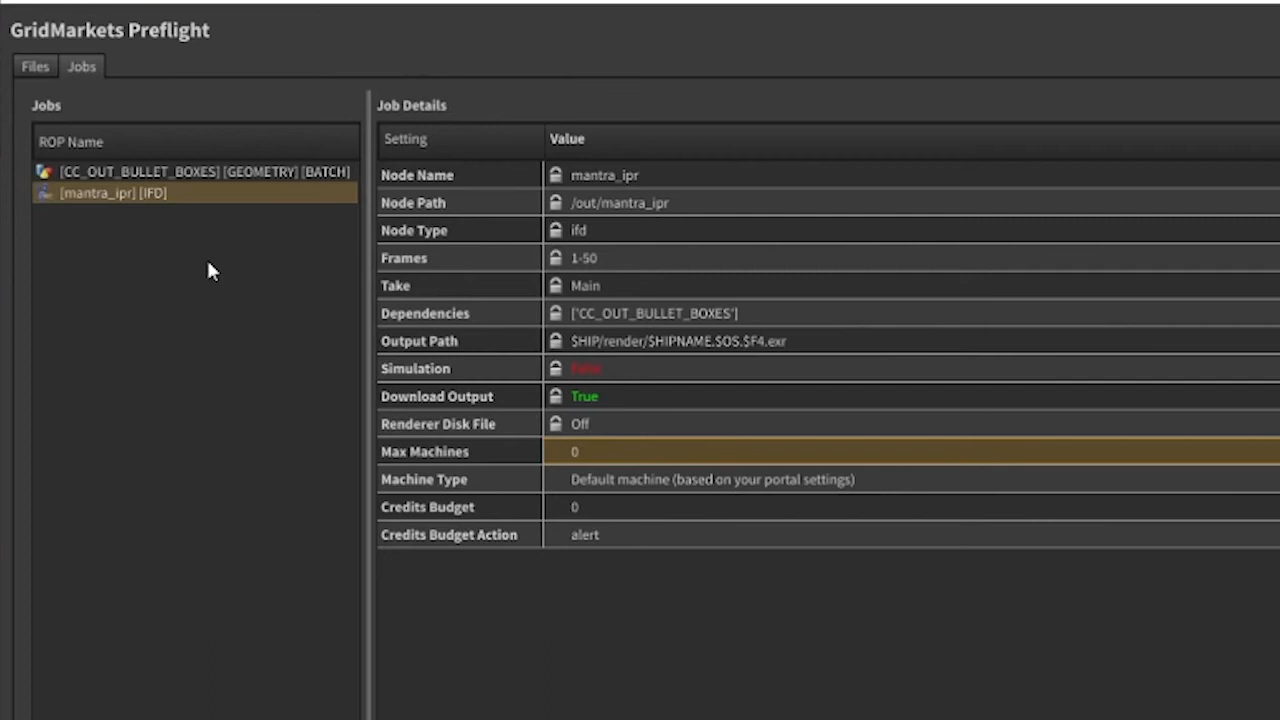 GridMarkets Preflight
Files Jobs
Jobs
ROP Name
[CC_OUT_BULLET_BOXES] [GEOMETRY] [BATCH]
[mantra_ipr] [IFD]
Job Details
Setting Value
Node Name mantra_ipr
Node Path /out/mantra_ipr
Node Type ifd
Frames 1-50
Take Main
Dependencies ['CC_OUT_BULLET_BOXES']
Output Path $HIP/render/$HIPNAME.$OS.$F4.exr
Simulation False
Download Output True
Renderer Disk File Off
Max Machines 0
Machine Type Default machine (based on your portal settings)
Credits Budget 0
Credits Budget Action alert